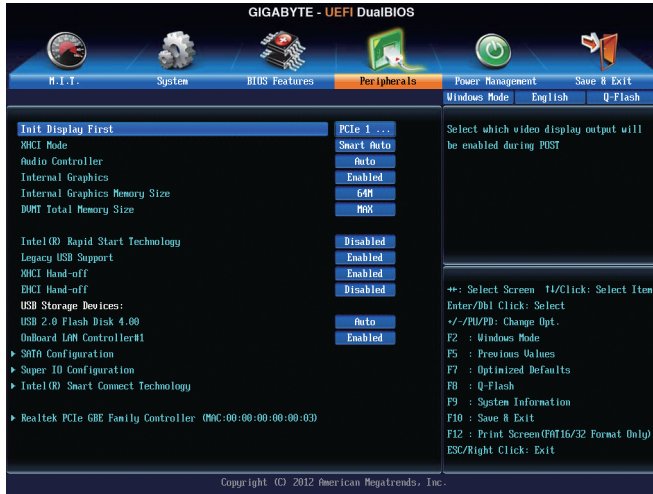 GIGABYTE - UEFI DualBIOS
M.I.T. System BIOS Features Peripherals Power Management Save & Exit
Windows Mode English Q-Flash
Init Display First PCIe 1 ...
XHCI Mode Smart Auto
Audio Controller Auto
Internal Graphics Enabled
Internal Graphics Memory Size 64M
DVMT Total Memory Size MAX
Intel(R) Rapid Start Technology Disabled
Legacy USB Support Enabled
XHCI Hand-off Enabled
EHCI Hand-off Disabled
USB Storage Devices:
USB 2.0 Flash Disk 4.00 Auto
OnBoard LAN Controller#1 Enabled
SATA Configuration
Super IO Configuration
Intel(R) Smart Connect Technology
Realtek PCIe GBE Family Controller (MAC:00:00:00:00:00:03)
Select which video display output will
be enabled during POST
→←: Select Screen ↑↓/Click: Select Item
Enter/Dbl Click: Select
+/-/PU/PD: Change Opt.
F2 : Windows Mode
F5 : Previous Values
F7 : Optimized Defaults
F8 : Q-Flash
F9 : System Information
F10 : Save & Exit
F12 : Print Screen(FAT16/32 Format Only)
ESC/Right Click: Exit
Copyright (C) 2012 American Megatrends, Inc.